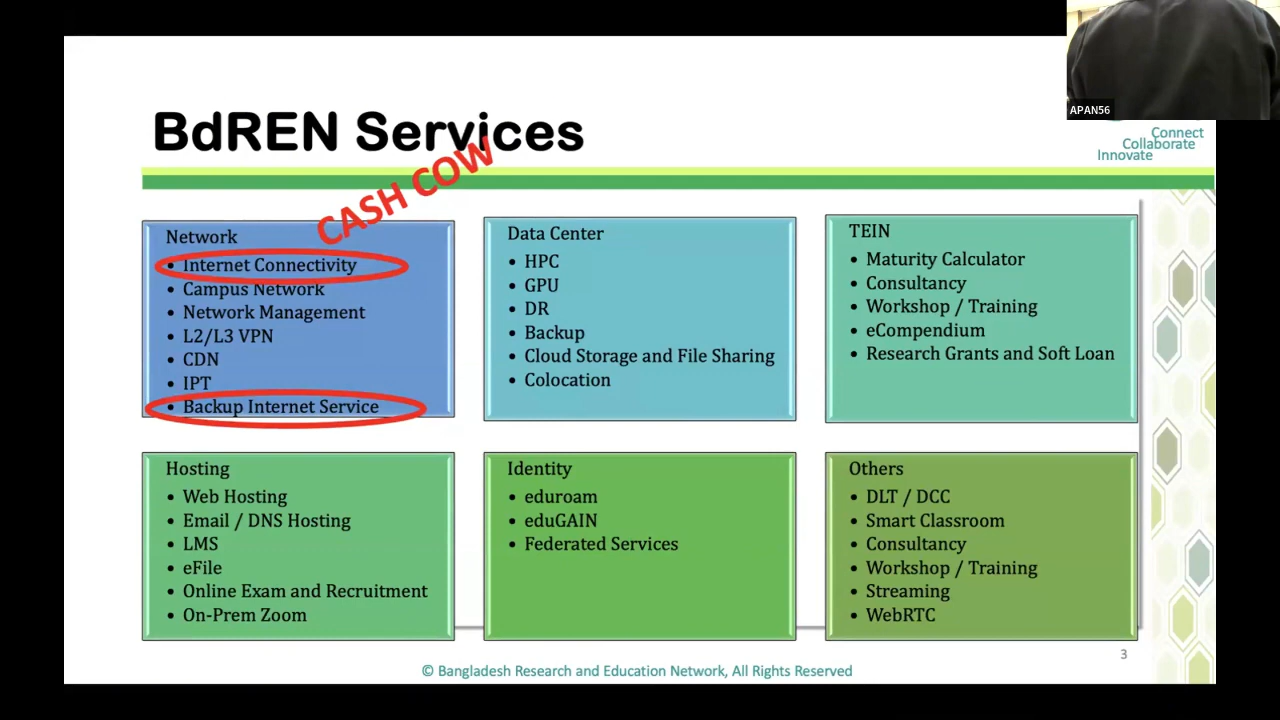 APAN56
BdREN Services
Connect
Collaborate
Innovate
CASH COW
Network
• Internet Connectivity
• Campus Network
• Network Management
• L2/L3 VPN
• CDN
• IPT
• Backup Internet Service
Data Center
• HPC
• GPU
• DR
• Backup
• Cloud Storage and File Sharing
• Colocation
TEIN
• Maturity Calculator
• Consultancy
• Workshop / Training
• eCompendium
• Research Grants and Soft Loan
Hosting
• Web Hosting
• Email / DNS Hosting
• LMS
• eFile
• Online Exam and Recruitment
• On-Prem Zoom
Identity
• eduroam
• eduGAIN
• Federated Services
Others
• DLT / DCC
• Smart Classroom
• Consultancy
• Workshop / Training
• Streaming
• WebRTC
3
© Bangladesh Research and Education Network, All Rights Reserved